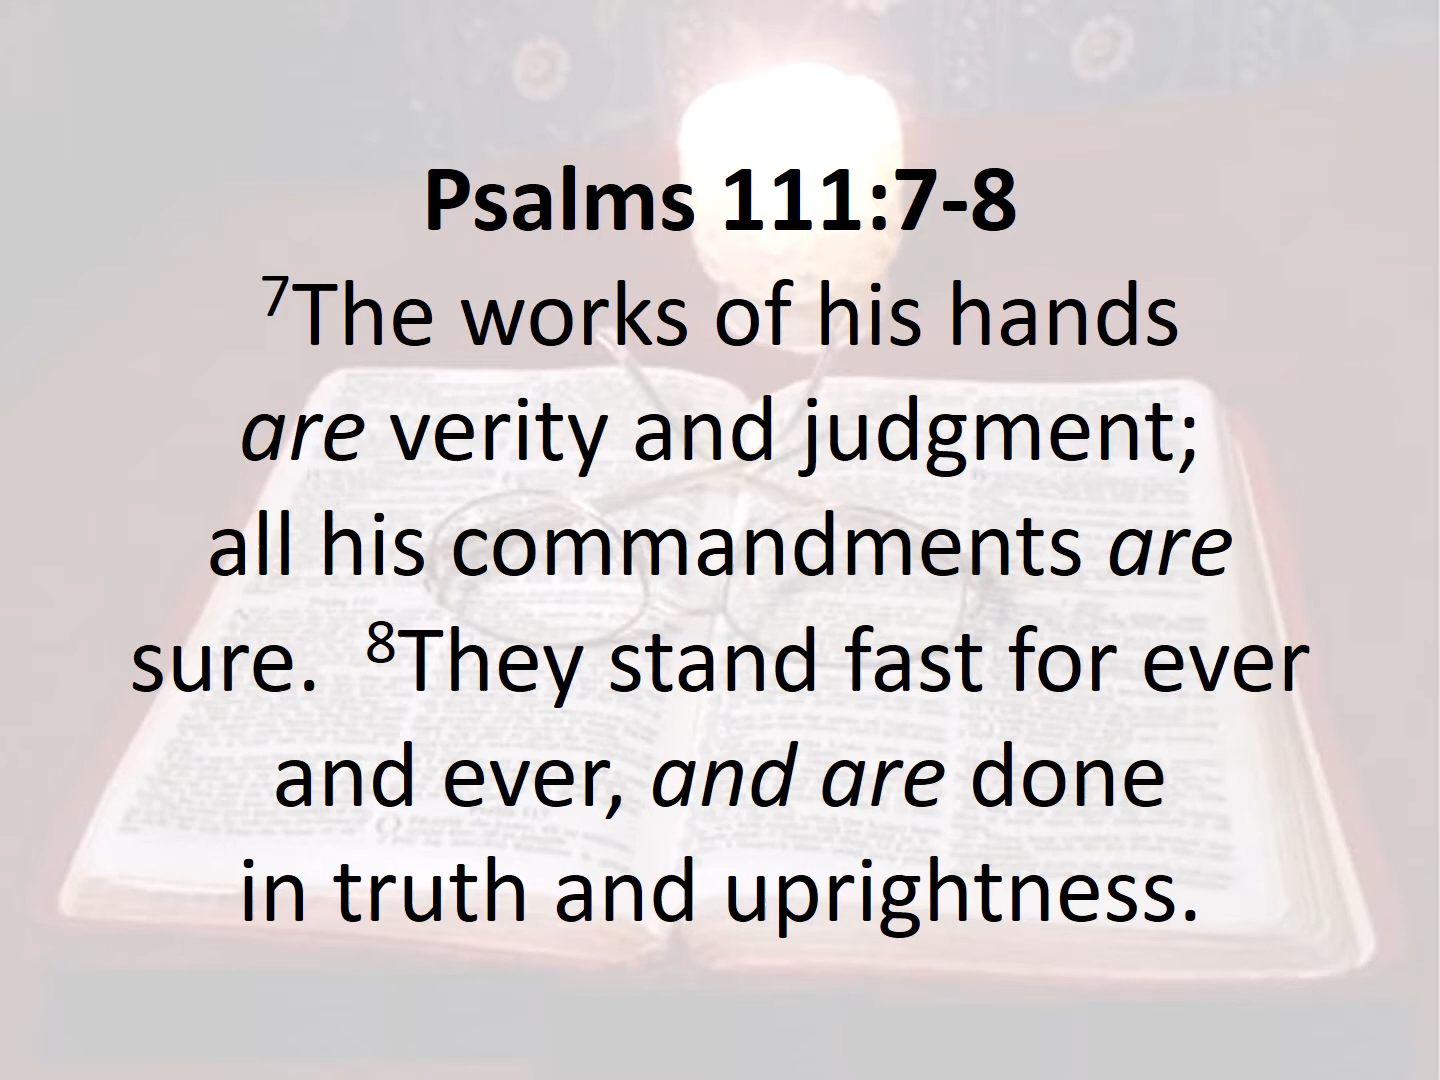 Psalms 111:7-8
⁷The works of his hands
are verity and judgment;
all his commandments are
sure.  ⁸They stand fast for ever
and ever, and are done
in truth and uprightness.